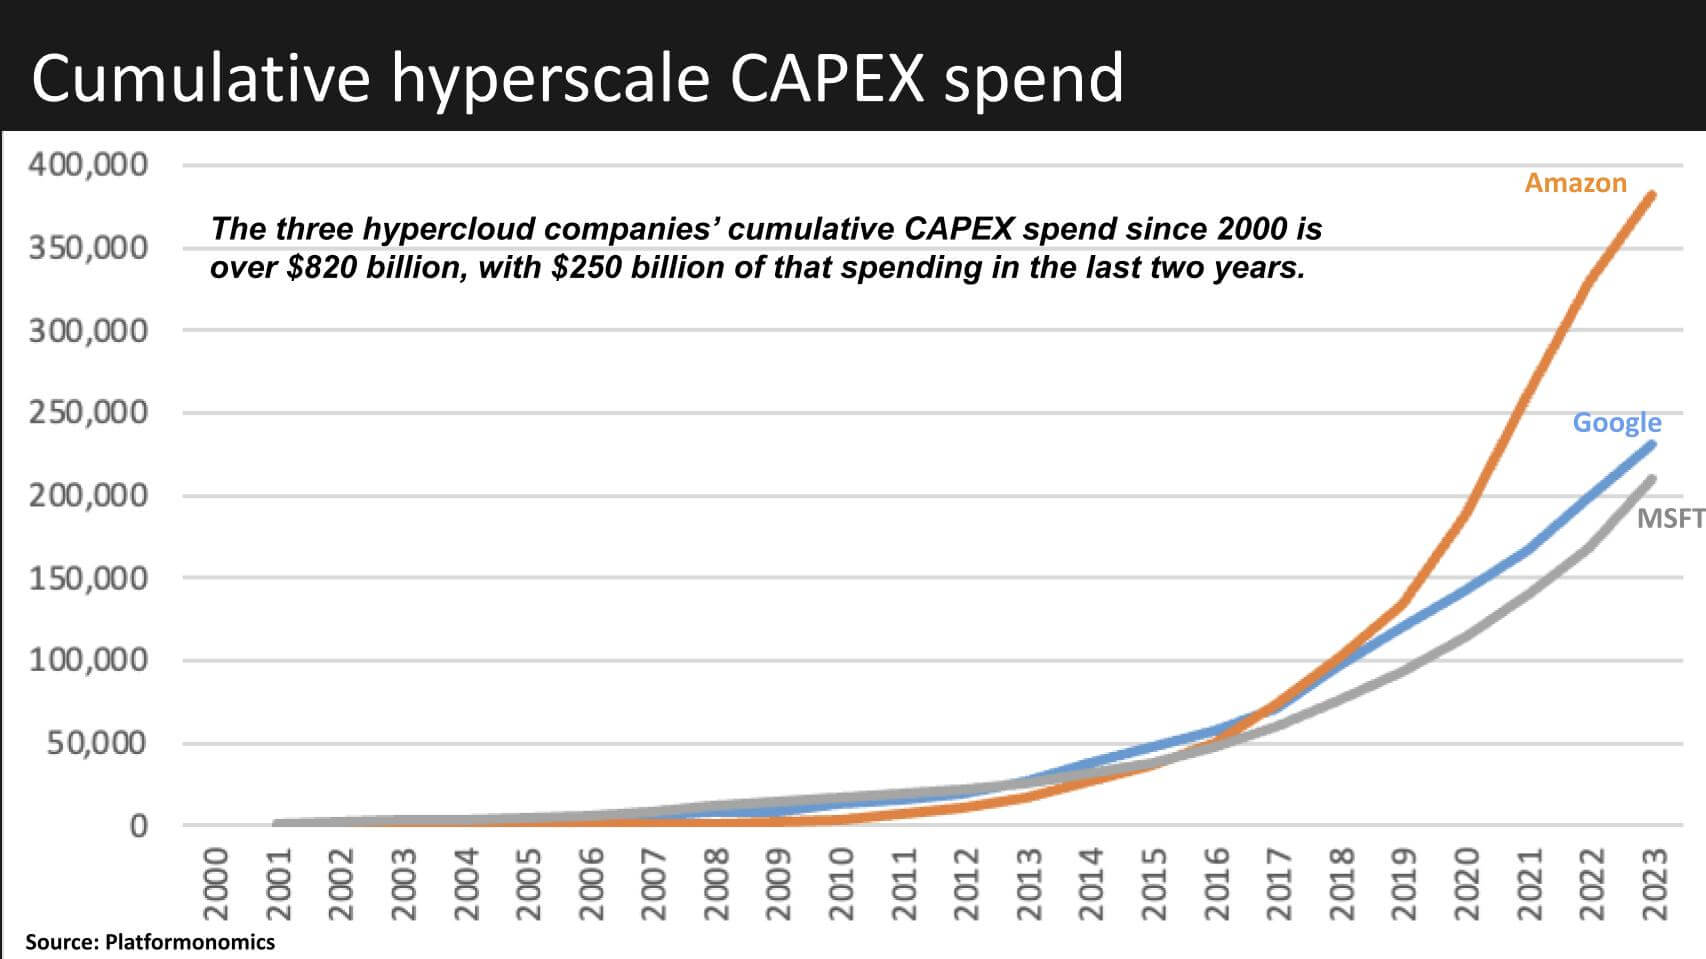 Cumulative hyperscale CAPEX spend
400,000
Amazon
The three hypercloud companies’ cumulative CAPEX spend since 2000 is
350,000
over $820 billion, with $250 billion of that spending in the last two years.
300,000
250,000
Google
200,000
MSFT
150,000
100,000
50,000
0
2000 2001 2002 2003 2004 2005 2006 2007 2008 2009 2010 2011 2012 2013 2014 2015 2016 2017 2018 2019 2020 2021 2022 2023
Source: Platformonomics